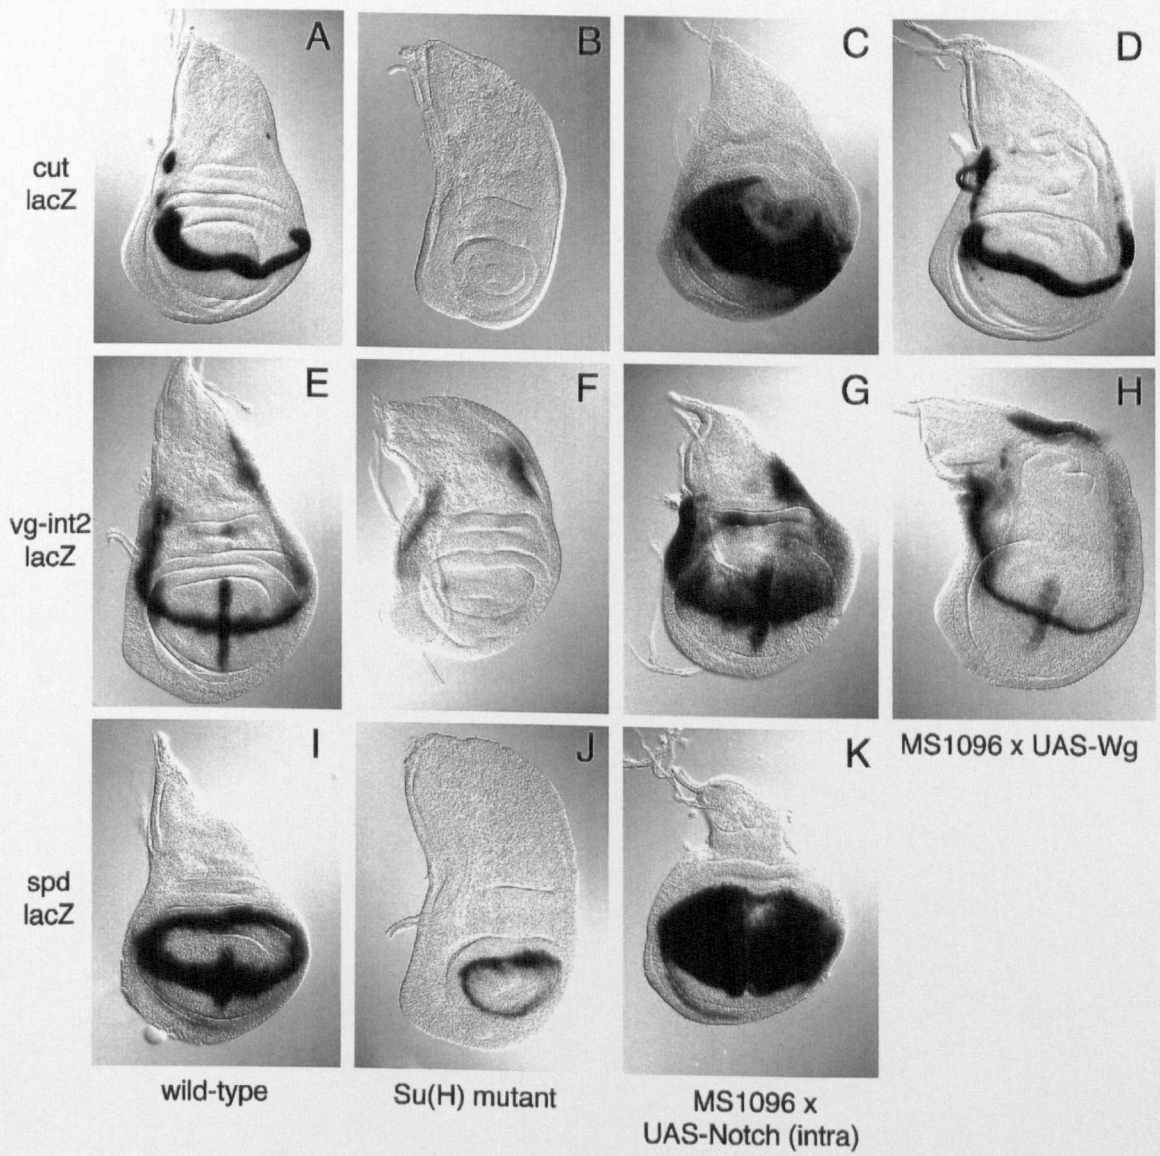 A
B
C
D
cut
lacZ
E
F
G
H
vg-int2
lacZ
MS1096 x UAS-Wg
I
J
K
spd
lacZ
wild-type
Su(H) mutant
MS1096 x
UAS-Notch (intra)